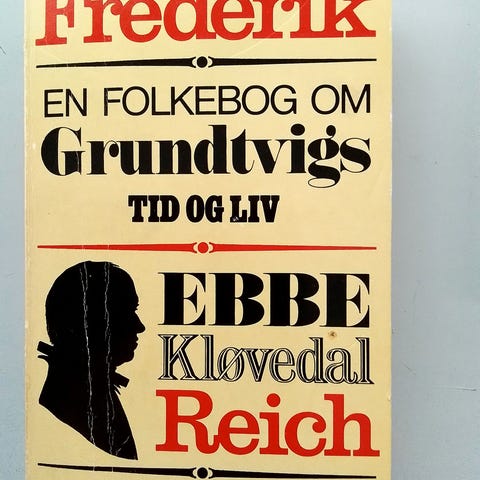 Frederik
EN FOLKEBOG OM
Grundtvigs
TID OG LIV
EBBE
Kløvedal
Reich